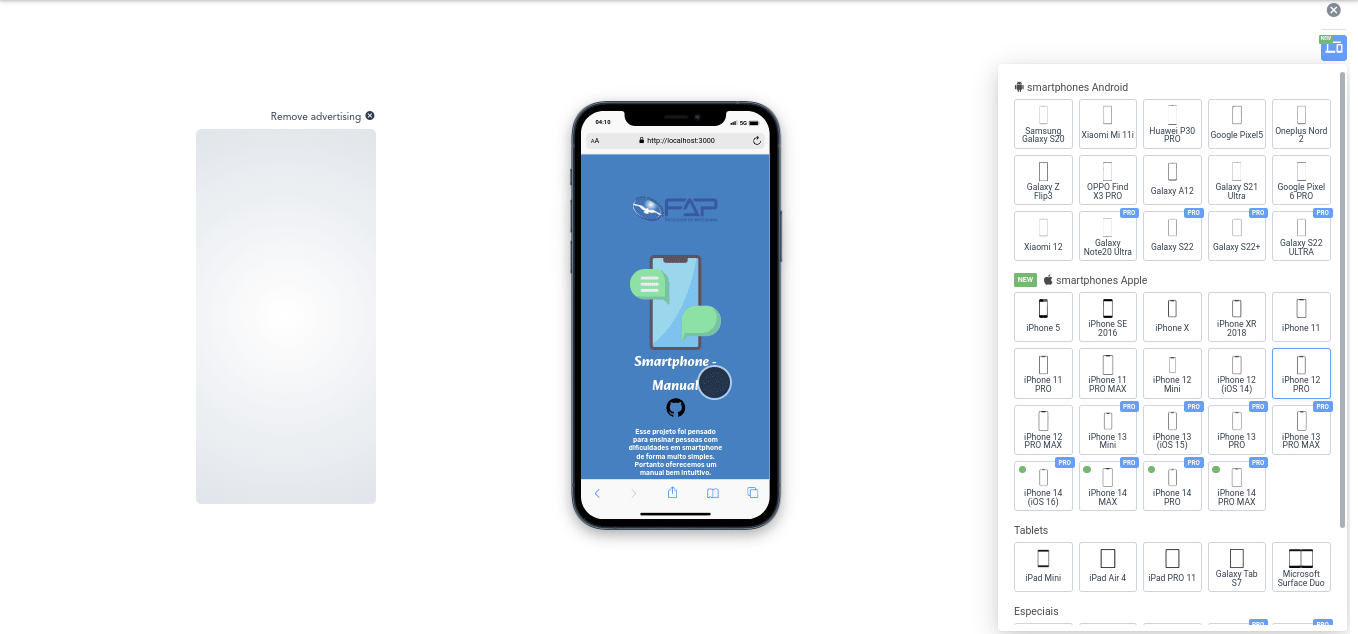 NEW
Remove advertising
04:10
5G
AA
http://localhost:3000
FAP
Smartphone -
Manual
Esse projeto foi pensado
para ensinar pessoas com
dificuldades em smartphone
de forma muito simples.
Portanto oferecemos um
manual bem intuitivo.
smartphones Android
Samsung
Galaxy S20
Xiaomi Mi 11i
Huawei P30
PRO
Google Pixel5
Oneplus Nord
2
Galaxy Z
Flip3
OPPO Find
X3 PRO
Galaxy A12
Galaxy S21
Ultra
Google Pixel
6 PRO
Xiaomi 12
PRO
Galaxy
Note20 Ultra
PRO
Galaxy S22
PRO
Galaxy S22+
PRO
Galaxy S22
ULTRA
NEW smartphones Apple
iPhone 5
iPhone SE
2016
iPhone X
iPhone XR
2018
iPhone 11
iPhone 11
PRO
iPhone 11
PRO MAX
iPhone 12
Mini
iPhone 12
(iOS 14)
iPhone 12
PRO
iPhone 12
PRO MAX
PRO
iPhone 13
Mini
PRO
iPhone 13
(iOS 15)
PRO
iPhone 13
PRO
PRO
iPhone 13
PRO MAX
PRO
iPhone 14
(iOS 16)
PRO
iPhone 14
MAX
PRO
iPhone 14
PRO
PRO
iPhone 14
PRO MAX
Tablets
iPad Mini
iPad Air 4
iPad PRO 11
Galaxy Tab
S7
Microsoft
Surface Duo
Especiais
PRO
PRO